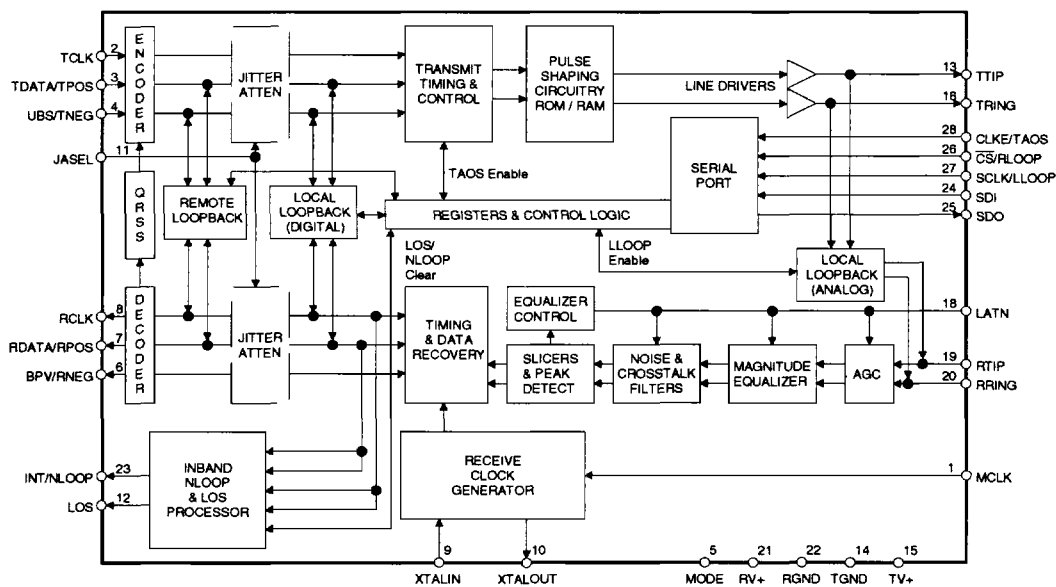 TCLK 2
TDATA/TPOS 3
UBS/TNEG 4
JASEL 11
ENCODER
JITTER
ATTEN
TRANSMIT
TIMING &
CONTROL
PULSE
SHAPING
CIRCUITRY
ROM / RAM
LINE DRIVERS
13 TTIP
16 TRING
28 CLKE/TAOS
26 CS/RLOOP
27 SCLK/LLOOP
24 SDI
25 SDO
SERIAL
PORT
TAOS Enable
QRSS
REMOTE
LOOPBACK
LOCAL
LOOPBACK
(DIGITAL)
REGISTERS & CONTROL LOGIC
LOS/
NLOOP
Clear
LLOOP
Enable
LOCAL
LOOPBACK
(ANALOG)
RCLK 8
RDATA/RPOS 7
BPV/RNEG 6
DECODER
JITTER
ATTEN
TIMING
& DATA
RECOVERY
EQUALIZER
CONTROL
SLICERS
& PEAK
DETECT
NOISE &
CROSSTALK
FILTERS
MAGNITUDE
EQUALIZER
AGC
18 LATN
19 RTIP
20 RRING
INT/NLOOP 23
LOS 12
INBAND
NLOOP
& LOS
PROCESSOR
RECEIVE
CLOCK
GENERATOR
1 MCLK
9 10 5 21 22 14 15
XTALIN XTALOUT MODE RV+ RGND TGND TV+